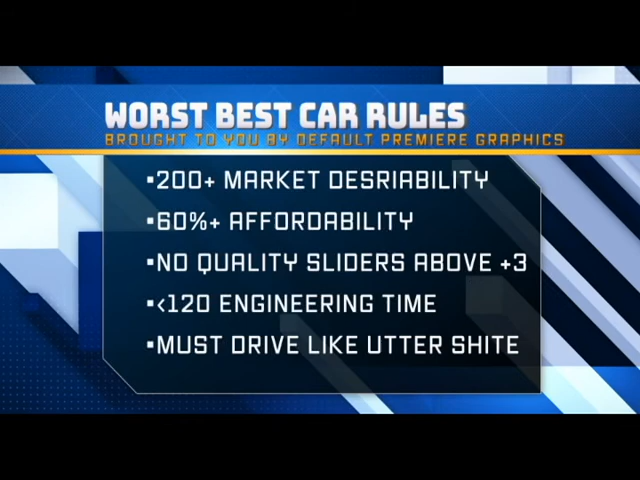 WORST BEST CAR RULES
BROUGHT TO YOU BY DEFAULT PREMIERE GRAPHICS
▪200+ MARKET DESRIABILITY
▪60%+ AFFORDABILITY
▪NO QUALITY SLIDERS ABOVE +3
▪<120 ENGINEERING TIME
▪MUST DRIVE LIKE UTTER SHITE